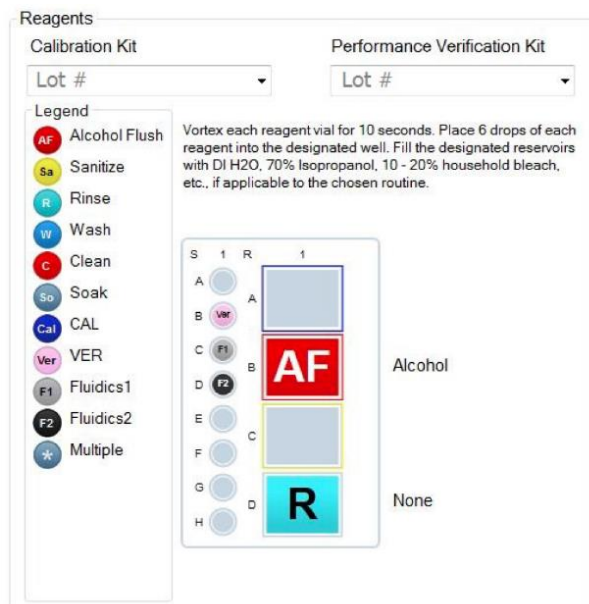 Reagents
Calibration Kit
Performance Verification Kit
Lot #
Lot #
Legend
AF Alcohol Flush
Sa Sanitize
R Rinse
W Wash
C Clean
So Soak
Cal CAL
Ver VER
F1 Fluidics1
F2 Fluidics2
* Multiple
Vortex each reagent vial for 10 seconds. Place 6 drops of each
reagent into the designated well. Fill the designated reservoirs
with DI H2O, 70% Isopropanol, 10 - 20% household bleach,
etc., if applicable to the chosen routine.
S 1 R 1
A
A
B Ver
C F1
B AF Alcohol
D F2
E
C
F
G
D R None
H